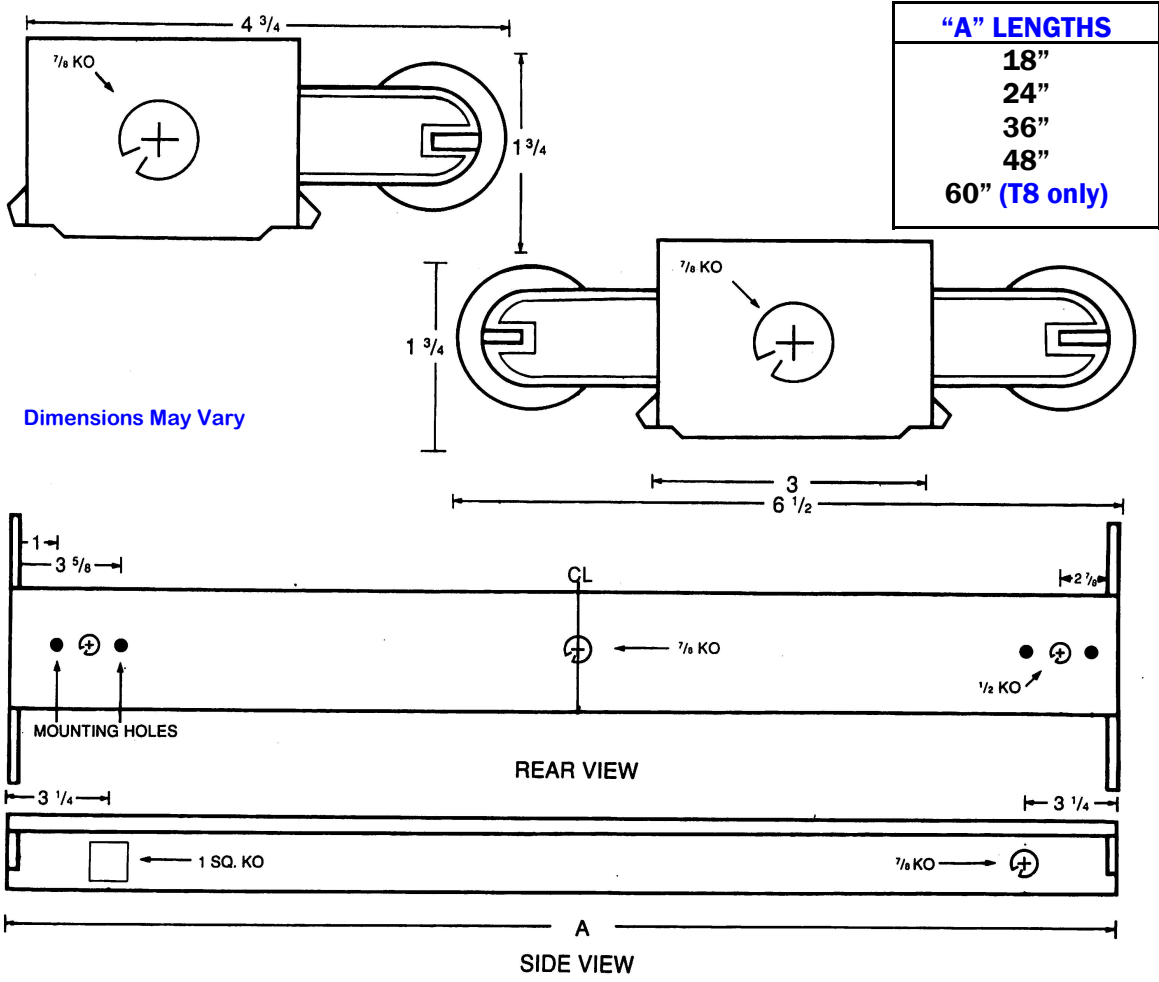 4 3/4
7/8 KO
1 3/4
"A" LENGTHS
18"
24"
36"
48"
60" (T8 only)
7/8 KO
1 3/4
Dimensions May Vary
3
6 1/2
1
3 5/8
CL
2 7/8
7/8 KO
1/2 KO
MOUNTING HOLES
REAR VIEW
3 1/4
3 1/4
1 SQ. KO
7/8 KO
A
SIDE VIEW